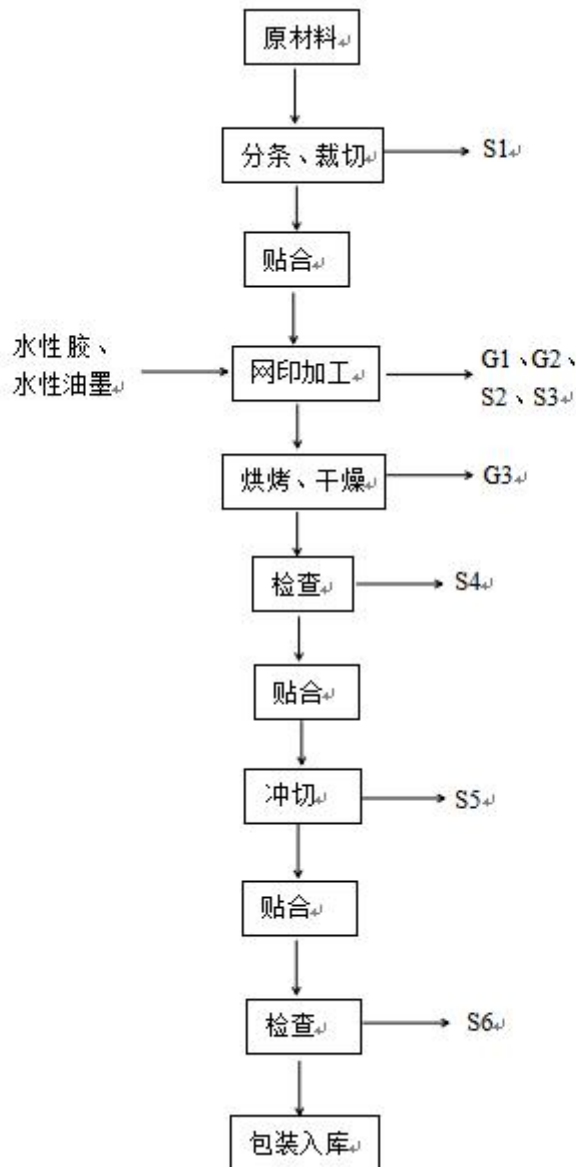 原材料
分条、裁切
S1
贴合
水性胶、
水性油墨
网印加工
G1、G2、
S2、S3
烘烤、干燥
G3
检查
S4
贴合
冲切
S5
贴合
检查
S6
包装入库